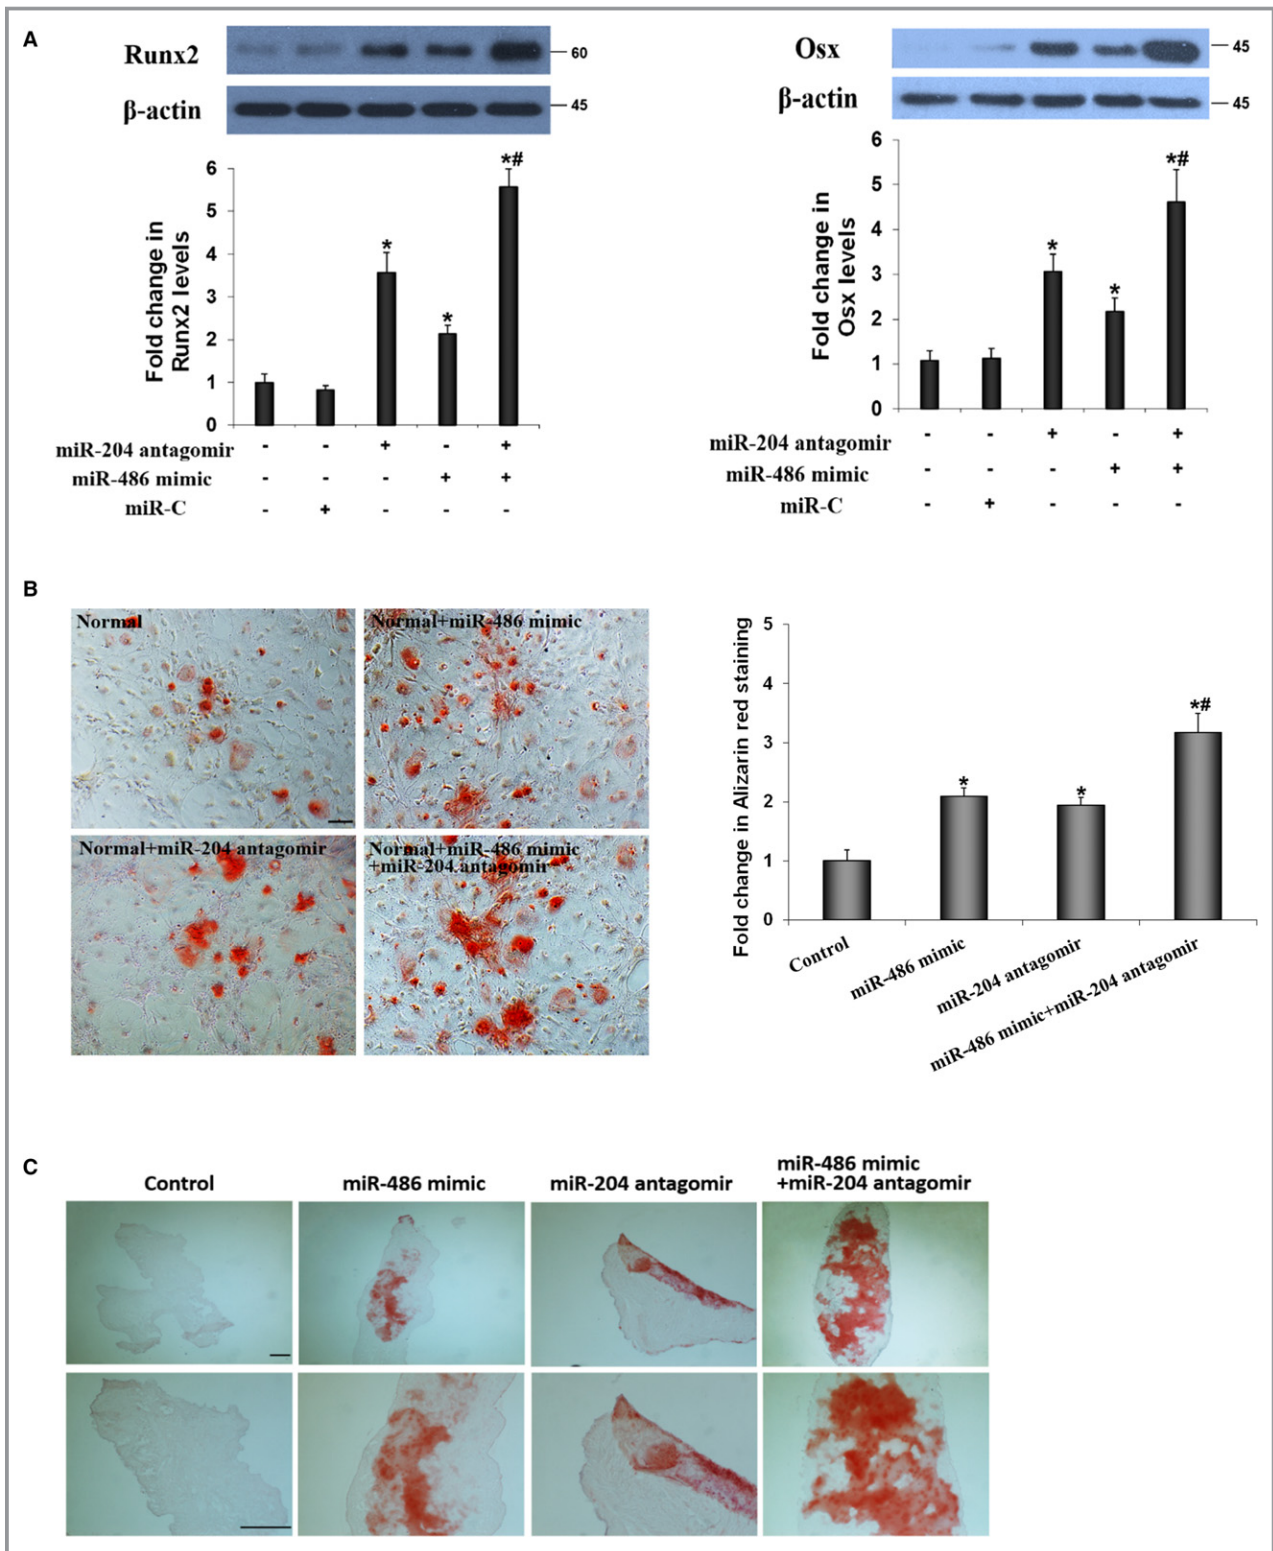 A
Runx2
60
β-actin
45
*#
*
*
6
5
4
3
2
1
0
Fold change in
Runx2 levels
miR-204 antagomir - - + - +
miR-486 mimic - - - + +
miR-C - + - - -
Osx
45
β-actin
45
*#
*
*
6
5
4
3
2
1
0
Fold change in
Osx levels
miR-204 antagomir - - + - +
miR-486 mimic - - - + +
miR-C - + - - -
B
Normal
Normal+miR-486 mimic
Normal+miR-204 antagomir
Normal+miR-486 mimic
+miR-204 antagomir
Fold change in Alizarin red staining
5
4
3
2
1
0
*
*
*#
Control
miR-486 mimic
miR-204 antagomir
miR-486 mimic+miR-204 antagomir
C
Control
miR-486 mimic
miR-204 antagomir
miR-486 mimic
+miR-204 antagomir